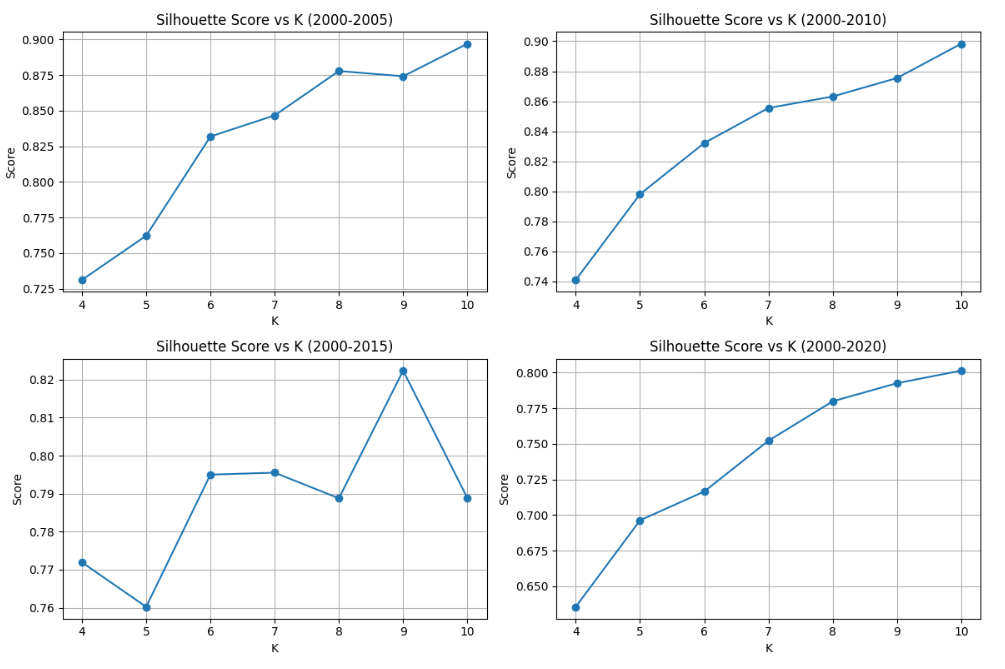 Silhouette Score vs K (2000-2005)
0.900
0.875
0.850
0.825
0.800
0.775
0.750
0.725
Score
4 5 6 7 8 9 10
K
Silhouette Score vs K (2000-2010)
0.90
0.88
0.86
0.84
0.82
0.80
0.78
0.76
0.74
Score
4 5 6 7 8 9 10
K
Silhouette Score vs K (2000-2015)
0.82
0.81
0.80
0.79
0.78
0.77
0.76
Score
4 5 6 7 8 9 10
K
Silhouette Score vs K (2000-2020)
0.800
0.775
0.750
0.725
0.700
0.675
0.650
Score
4 5 6 7 8 9 10
K